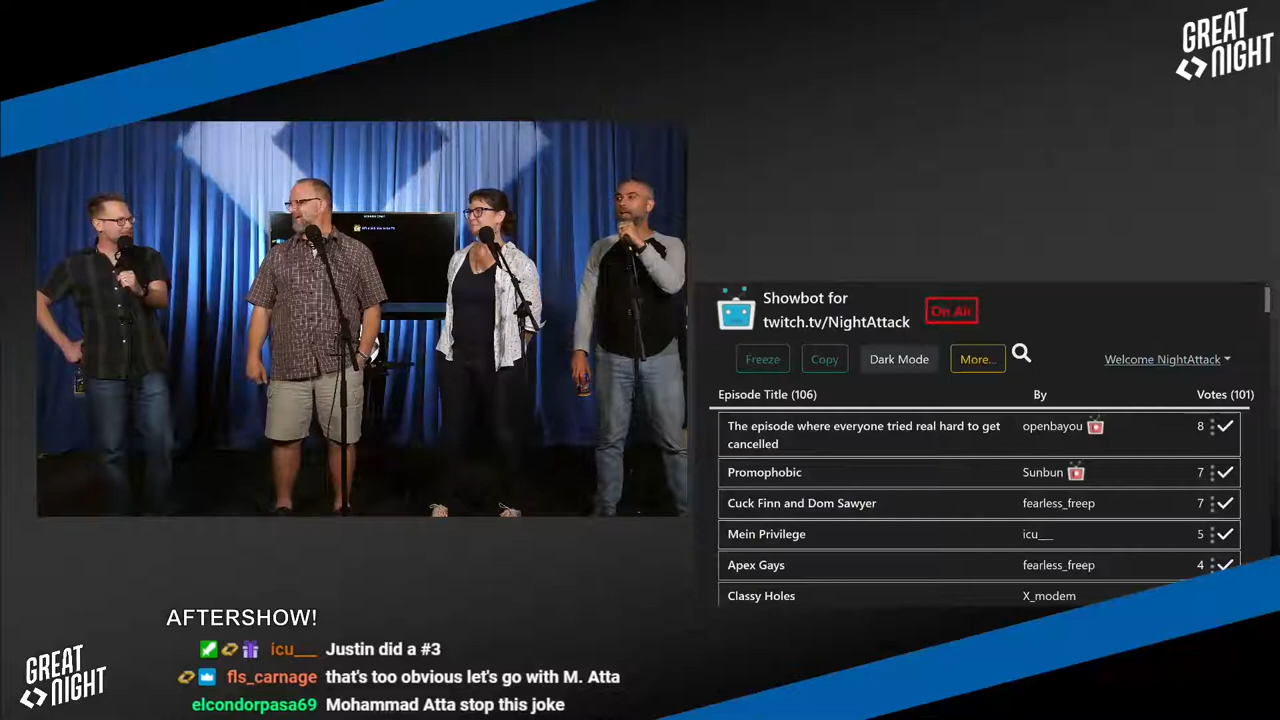 GREAT
NIGHT
Showbot for
twitch.tv/NightAttack
On Air
Freeze
Copy
Dark Mode
More...
Welcome NightAttack
Episode Title (106) By Votes (101)
The episode where everyone tried real hard to get
cancelled
openbayou 8
Promophobic Sunbun 7
Cuck Finn and Dom Sawyer fearless_freep 7
Mein Privilege icu___ 5
Apex Gays fearless_freep 4
Classy Holes X_modem
AFTERSHOW!
icu___ Justin did a #3
fls_carnage that's too obvious let's go with M. Atta
elcondorpasa69 Mohammad Atta stop this joke
GREAT
NIGHT